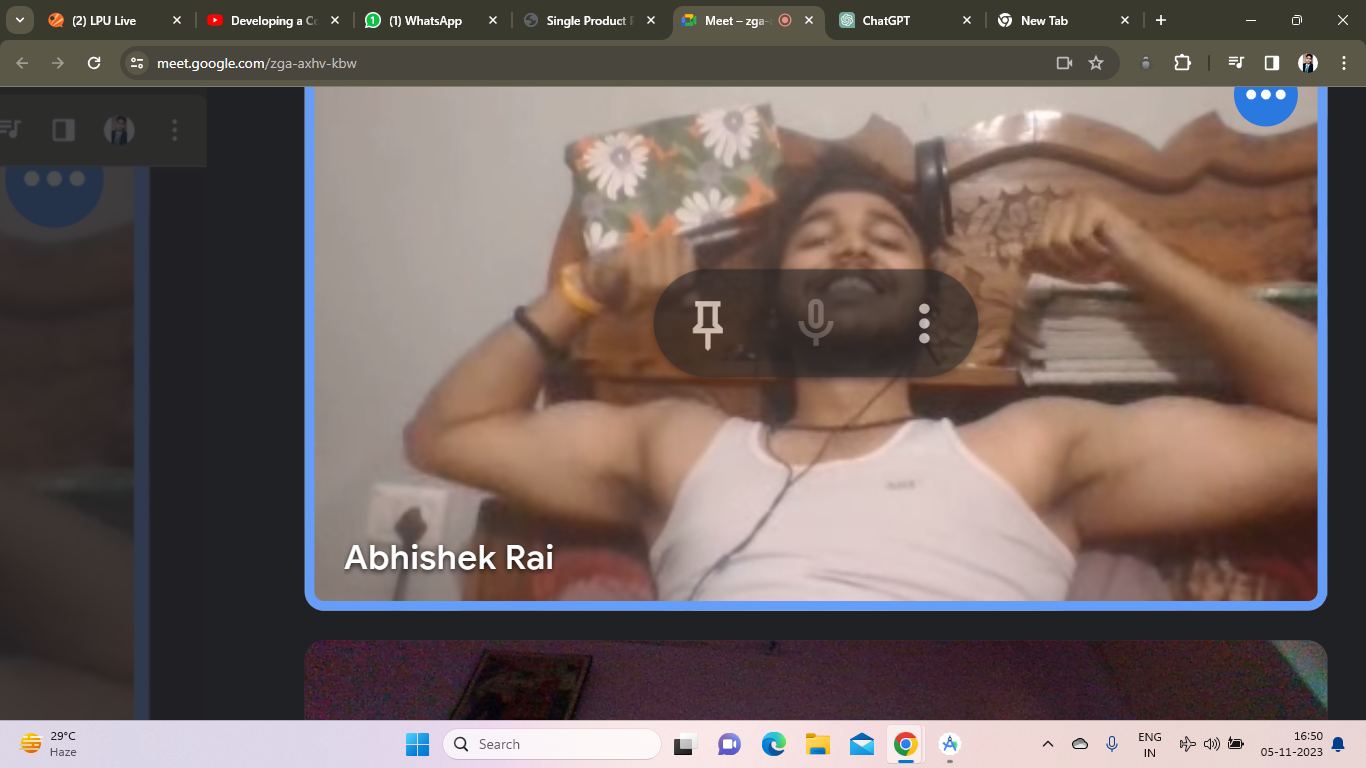 (2) LPU Live
Developing a C
(1) WhatsApp
Single Product
Meet – zga-
ChatGPT
New Tab
meet.google.com/zga-axhv-kbw
Abhishek Rai
29°C
Haze
Search
ENG
IN
16:50
05-11-2023